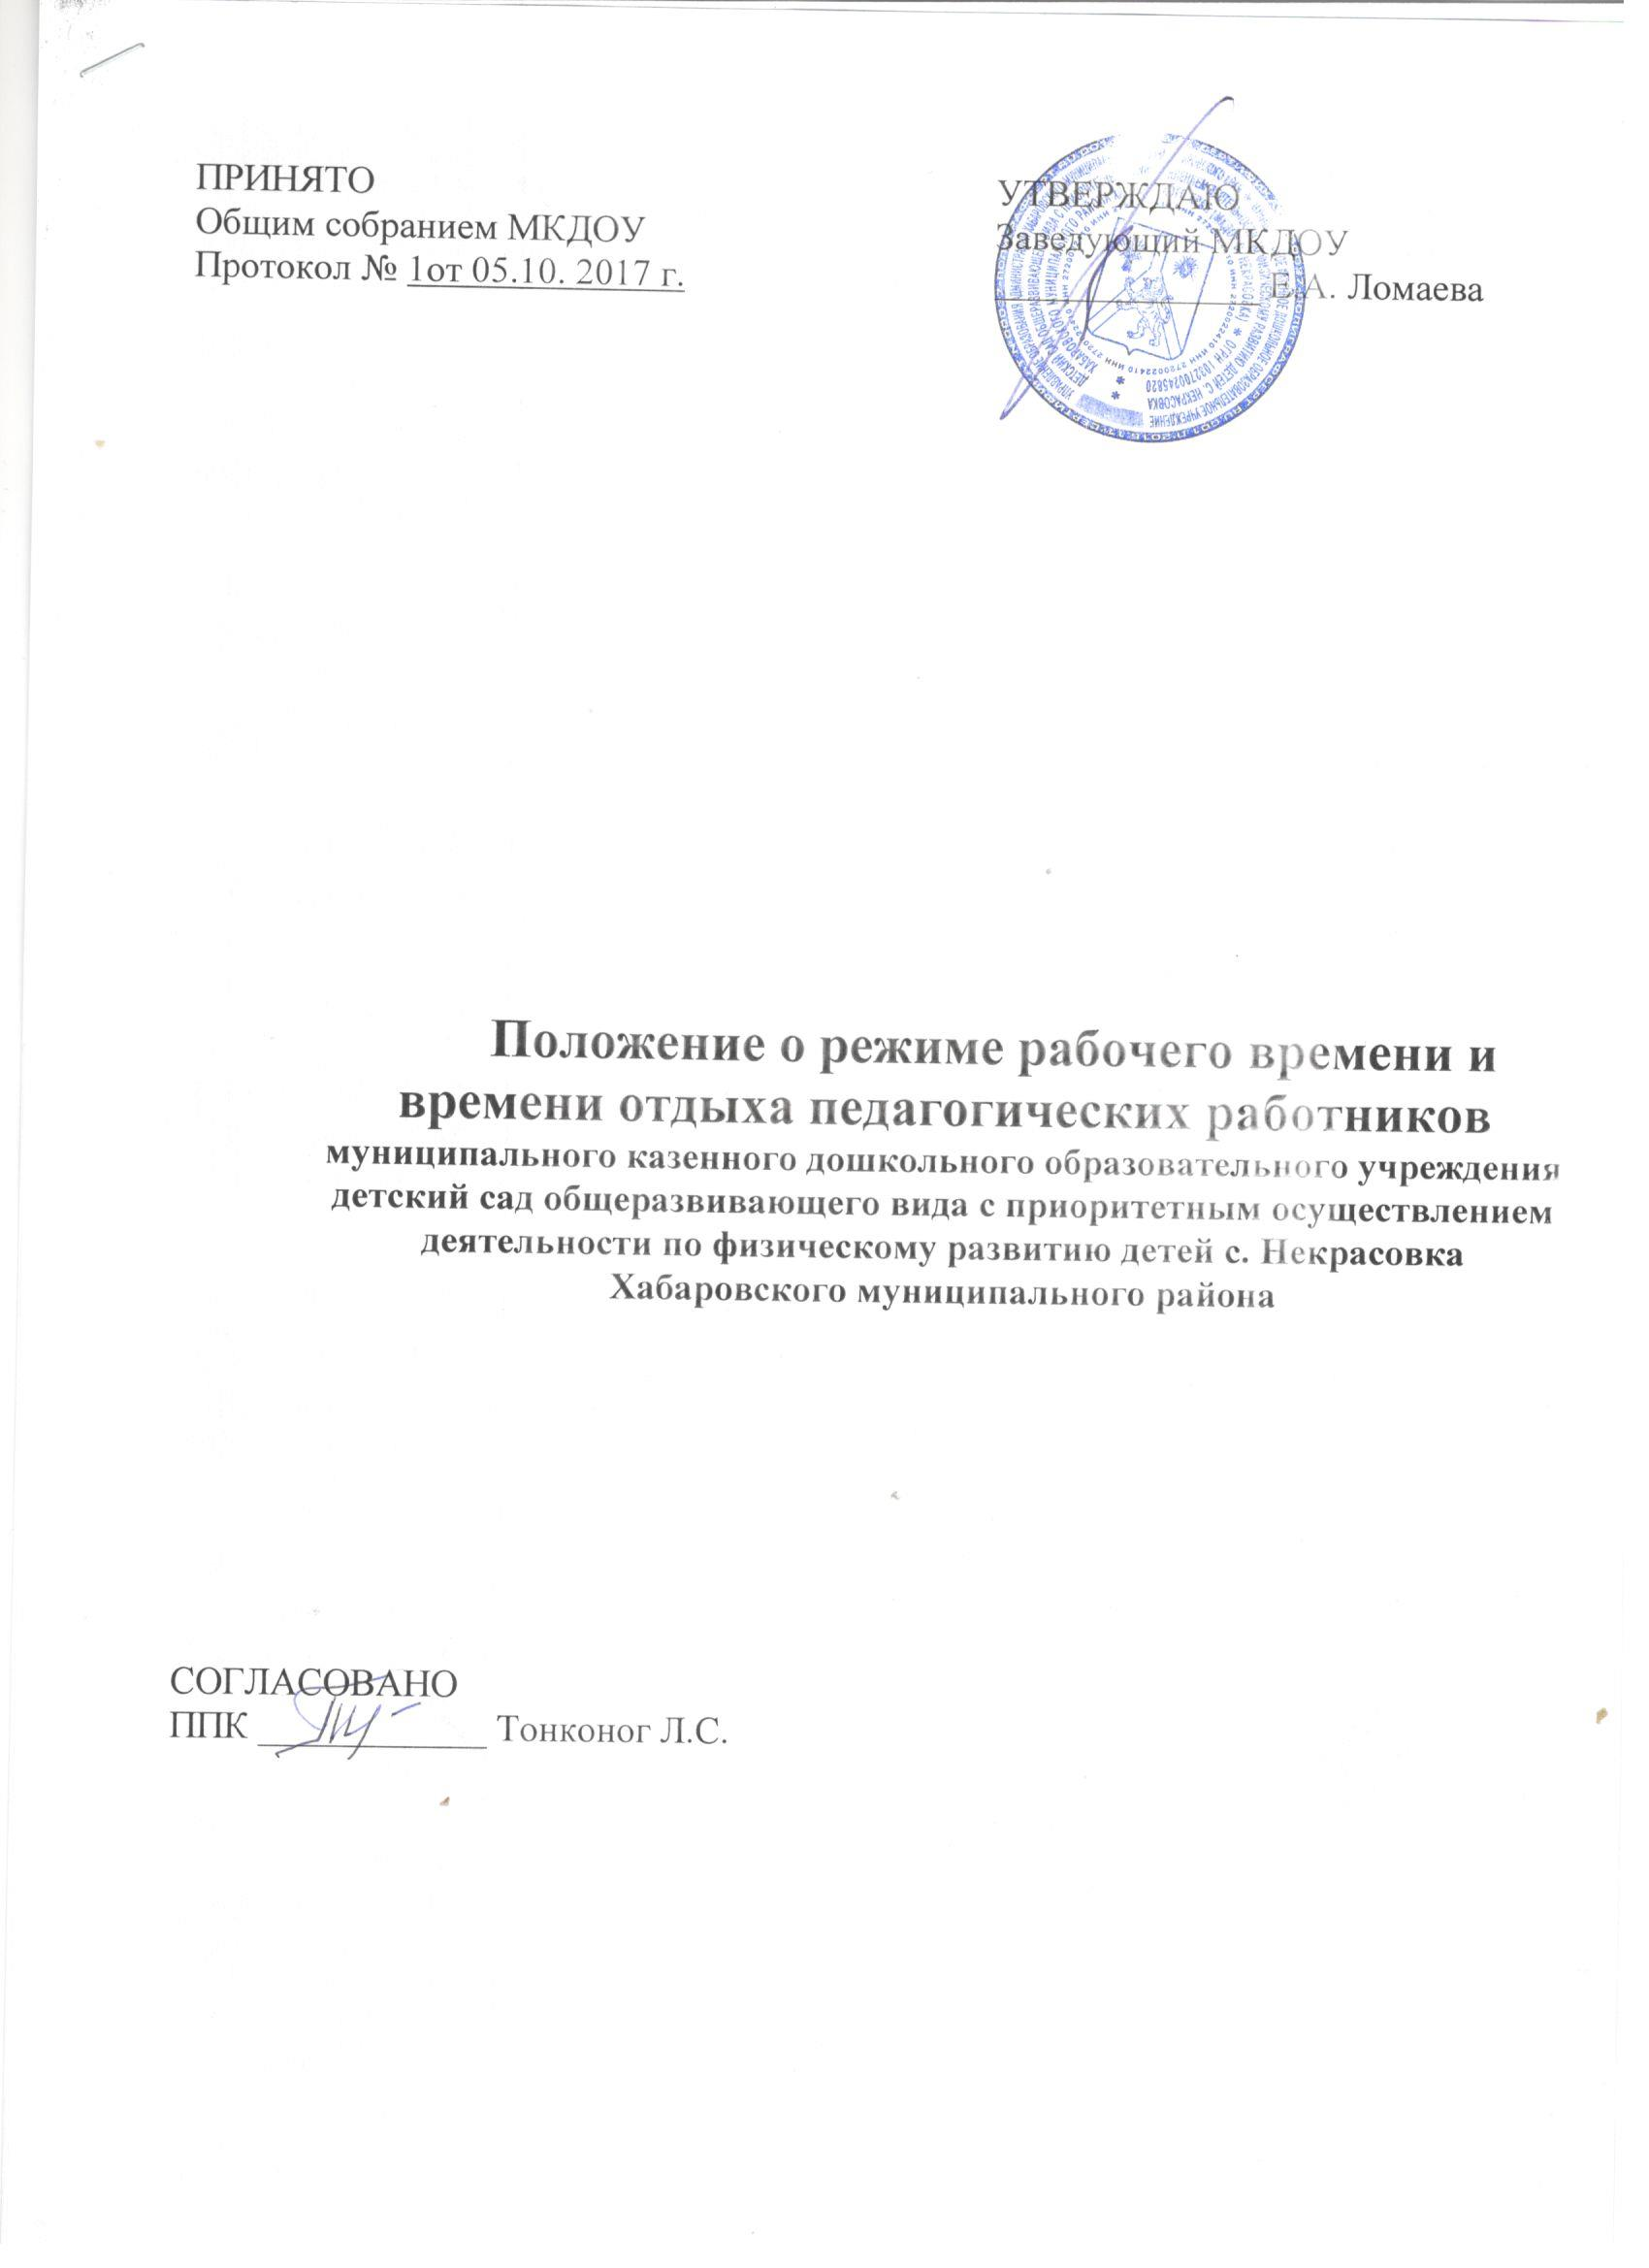 ПРИНЯТО
Общим собранием МКДОУ
Протокол № 1от 05.10. 2017 г.
УТВЕРЖДАЮ
Заведующий МКДОУ
______________ Е.А. Ломаева
Положение о режиме рабочего времени и
времени отдыха педагогических работников
муниципального казенного дошкольного образовательного учреждения
детский сад общеразвивающего вида с приоритетным осуществлением
деятельности по физическому развитию детей с. Некрасовка
Хабаровского муниципального района
СОГЛАСОВАНО
ППК ____________ Тонконог Л.С.